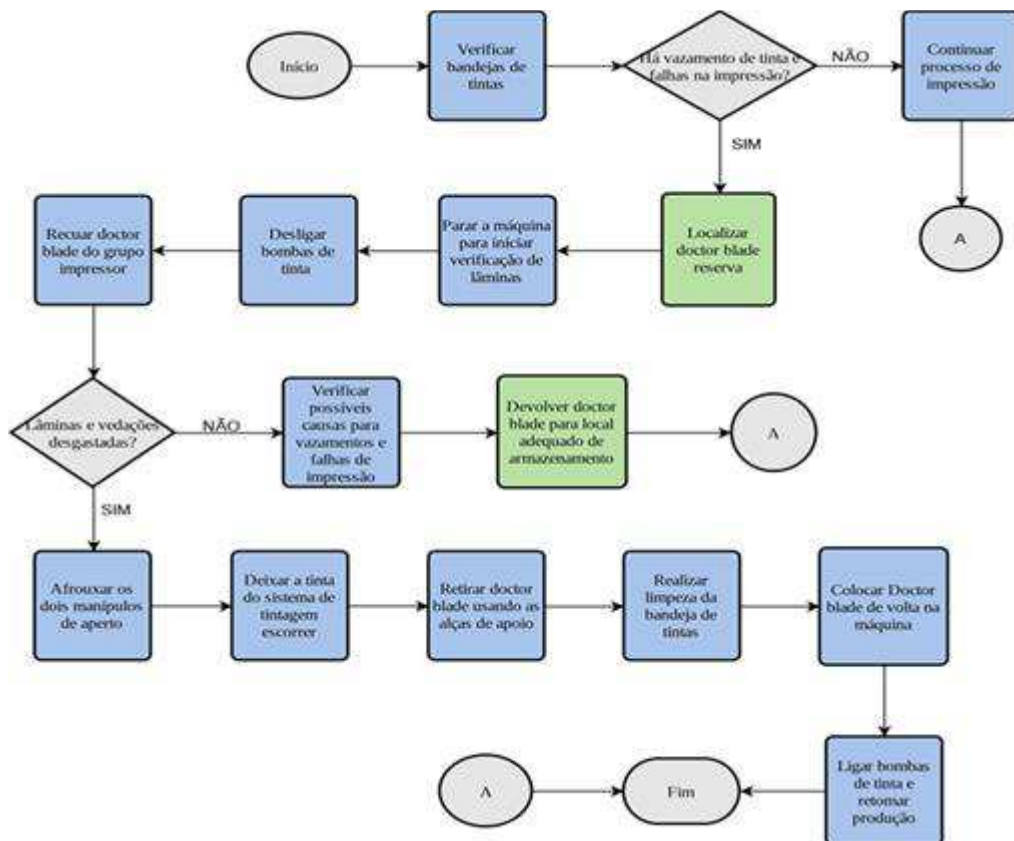 Início
Verificar
bandejas de
tintas
Há vazamento de tinta e
falhas na impressão?
NÃO
Continuar
processo de
impressão
SIM
Recuar doctor
blade do grupo
impressor
Desligar
bombas de
tinta
Parar a máquina
para iniciar
verificação de
lâminas
Localizar
doctor blade
reserva
A
Lâminas e vedações
desgastadas?
NÃO
Verificar
possíveis
causas para
vazamentos e
falhas de
impressão
Devolver doctor
blade para local
adequado de
armazenamento
A
SIM
Afrouxar os
dois manípulos
de aperto
Deixar a tinta
do sistema de
tintagem
escorrer
Retirar doctor
blade usando as
alças de apoio
Realizar
limpeza da
bandeja de
tintas
Colocar Doctor
blade de volta na
máquina
A
Fim
Ligar bombas
de tinta e
retomar
produção